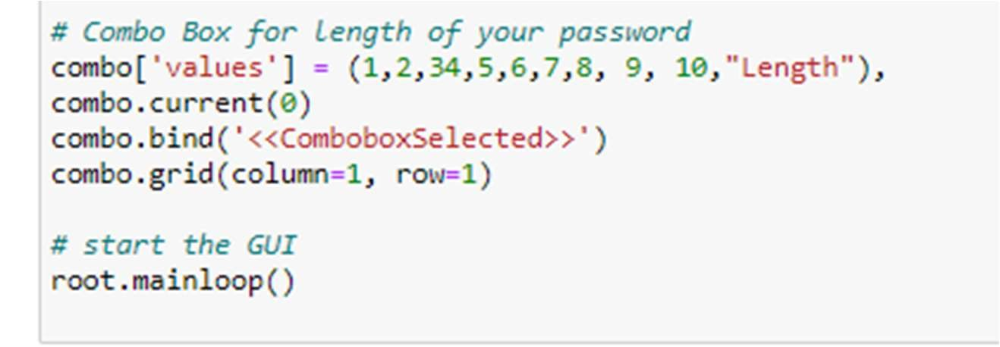 # Combo Box for length of your password
combo['values'] = (1,2,34,5,6,7,8, 9, 10,"Length"),
combo.current(0)
combo.bind('<<ComboboxSelected>>')
combo.grid(column=1, row=1)
# start the GUI
root.mainloop()